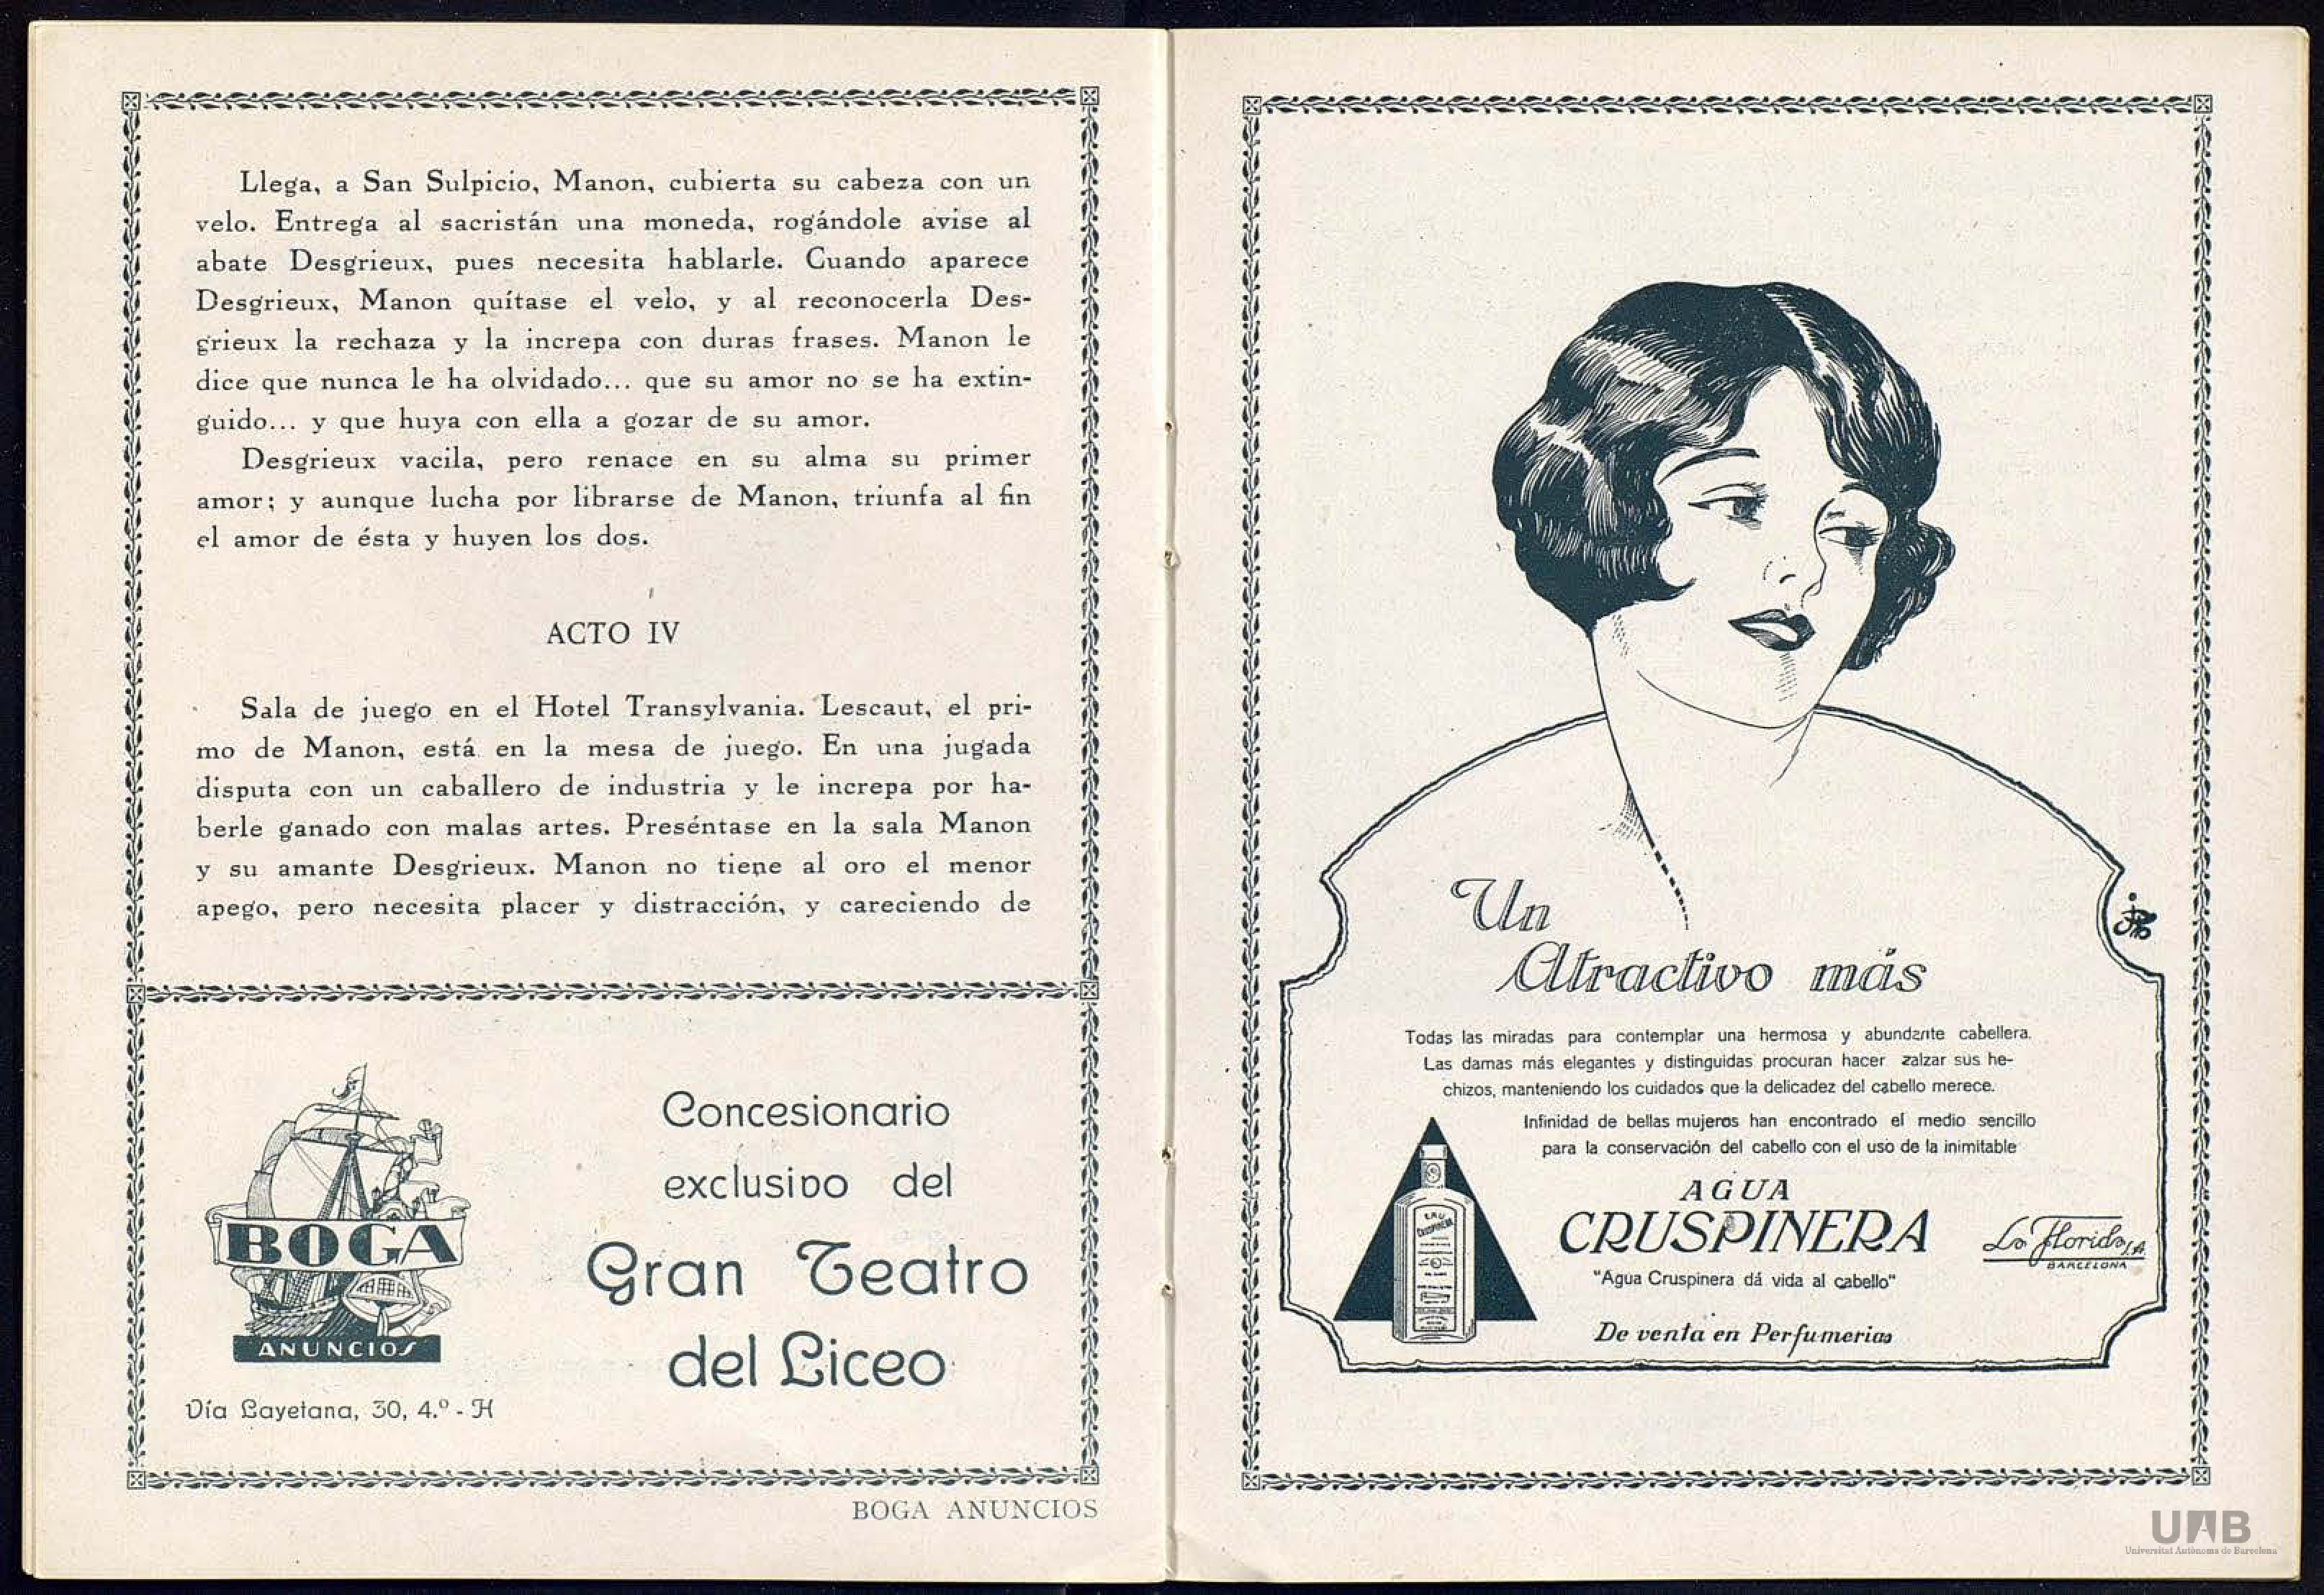 Llega, a San Sulpicio, Manon, cubierta su cabeza con un
velo. Entrega al sacristán una moneda, rogándole avise al
abate Desgrieux, pues necesita hablarle. Cuando aparece
Desgrieux, Manon quítase el velo, y al reconocerla Des-
grieux la rechaza y la increpa con duras frases. Manon le
dice que nunca le ha olvidado... que su amor no se ha extin-
guido... y que huya con ella a gozar de su amor.
Desgrieux vacila, pero renace en su alma su primer
amor; y aunque lucha por librarse de Manon, triunfa al fin
el amor de ésta y huyen los dos.
ACTO IV
Sala de juego en el Hotel Transylvania. Lescaut, el pri-
mo de Manon, está en la mesa de juego. En una jugada
disputa con un caballero de industria y le increpa por ha-
berle ganado con malas artes. Preséntase en la sala Manon
y su amante Desgrieux. Manon no tiene al oro el menor
apego, pero necesita placer y distracción, y careciendo de
BOGA
ANUNCIOS
Vía Layetana, 30, 4.º - H
Concesionario
exclusivo del
Gran Teatro
del Liceo
BOGA ANUNCIOS
Un
Atractivo más
Todas las miradas para contemplar una hermosa y abundante cabellera.
Las damas más elegantes y distinguidas procuran hacer zalzar sus he-
chizos, manteniendo los cuidados que la delicadez del cabello merece.
Infinidad de bellas mujeros han encontrado el medio sencillo
para la conservación del cabello con el uso de la inimitable
EAU
CRUSPINERA
AGUA
CRUSPINERA
"Agua Cruspinera dá vida al cabello"
De venta en Perfumerias
La Florida S.A.
BARCELONA
UAB
Universitat Autònoma de Barcelona